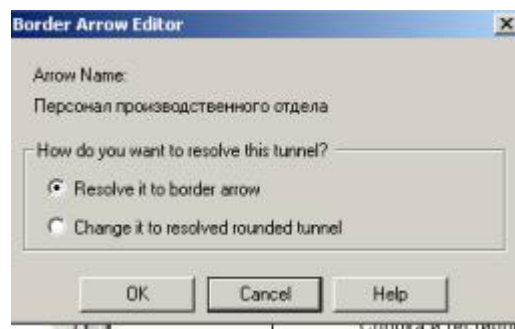 Border Arrow Editor
Arrow Name:
Персонал производственного отдела
How do you want to resolve this tunnel?
Resolve it to border arrow
Change it to resolved rounded tunnel
OK Cancel Help